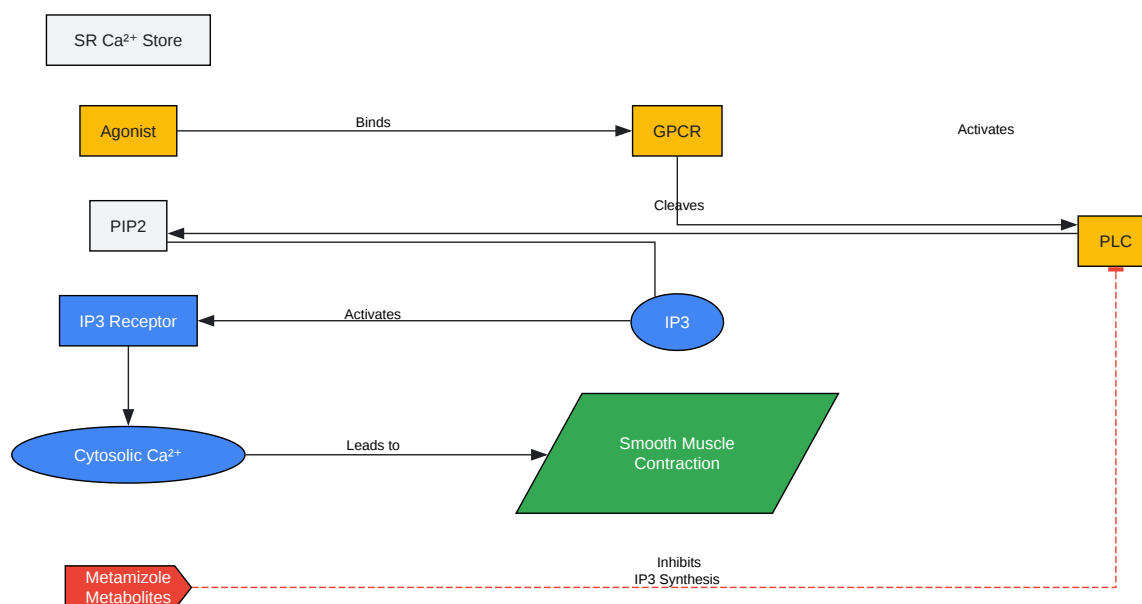 SR Ca²⁺ Store
Agonist
Binds
GPCR
Activates
PIP2
Cleaves
PLC
IP3 Receptor
Activates
IP3
Cytosolic Ca²⁺
Leads to
Smooth Muscle
Contraction
Metamizole
Metabolites
Inhibits
IP3 Synthesis